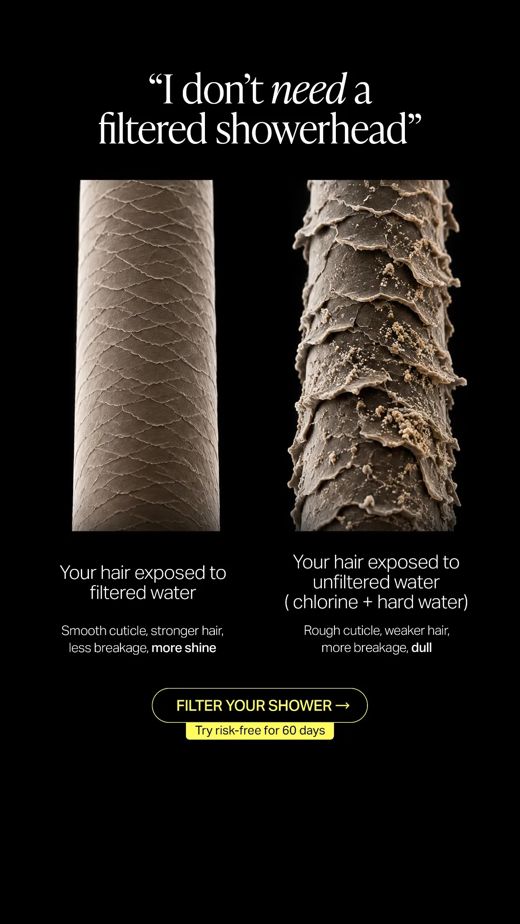 “I don’t need a
filtered showerhead”
Your hair exposed to
filtered water
Smooth cuticle, stronger hair,
less breakage, more shine
Your hair exposed to
unfiltered water
( chlorine + hard water)
Rough cuticle, weaker hair,
more breakage, dull
FILTER YOUR SHOWER →
Try risk-free for 60 days